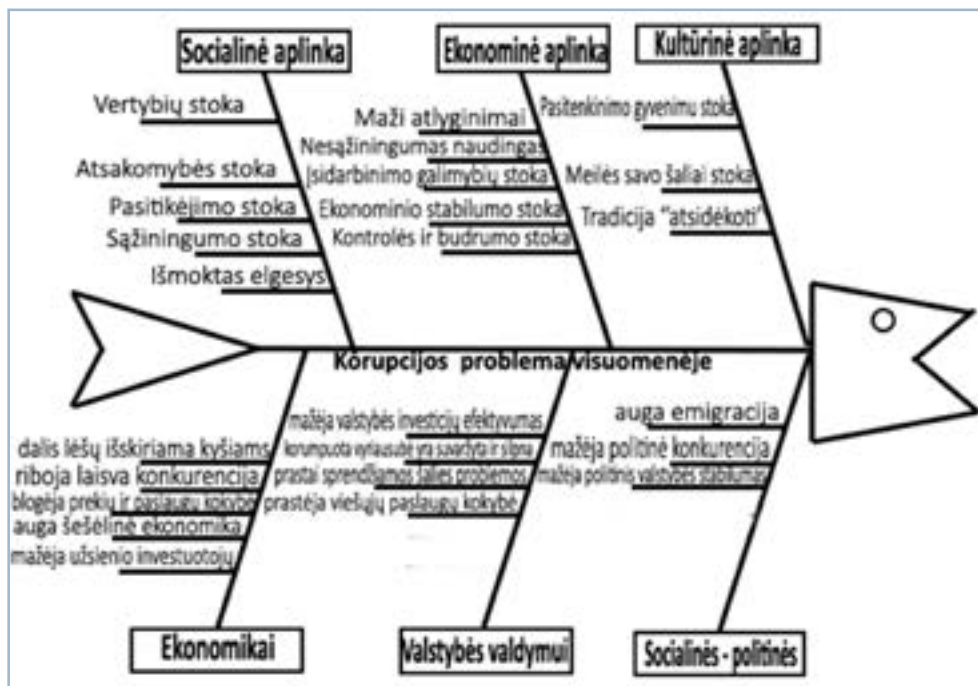 Socialinė aplinka
Ekonominė aplinka
Kultūrinė aplinka
Vertybių stoka
Atsakomybės stoka
Pasitikėjimo stoka
Sąžiningumo stoka
Išmoktas elgesys
Maži atlyginimai
Nesąžiningumas naudingas
Įsidarbinimo galimybių stoka
Ekonominio stabilumo stoka
Kontrolės ir budrumo stoka
Pasitenkinimo gyvenimu stoka
Meilės savo šaliai stoka
Tradicija “atsidėkoti”
Korupcijos problema visuomenėje
dalis lėšų išskiriama kyšiams
riboja laisva konkurencija
blogėja prekių ir paslaugų kokybė
auga šešėlinė ekonomika
mažėja užsienio investuotojų
mažėja valstybės investicijų efektyvumas
korumpuota vyriausybė yra suvaržyta ir silpna
prastai sprendžiamos šalies problemos
prastėja viešųjų paslaugų kokybė
auga emigracija
mažėja politinė konkurencija
mažėja politinis valstybės stabilumas
Ekonomikai
Valstybės valdymui
Socialinės - politinės